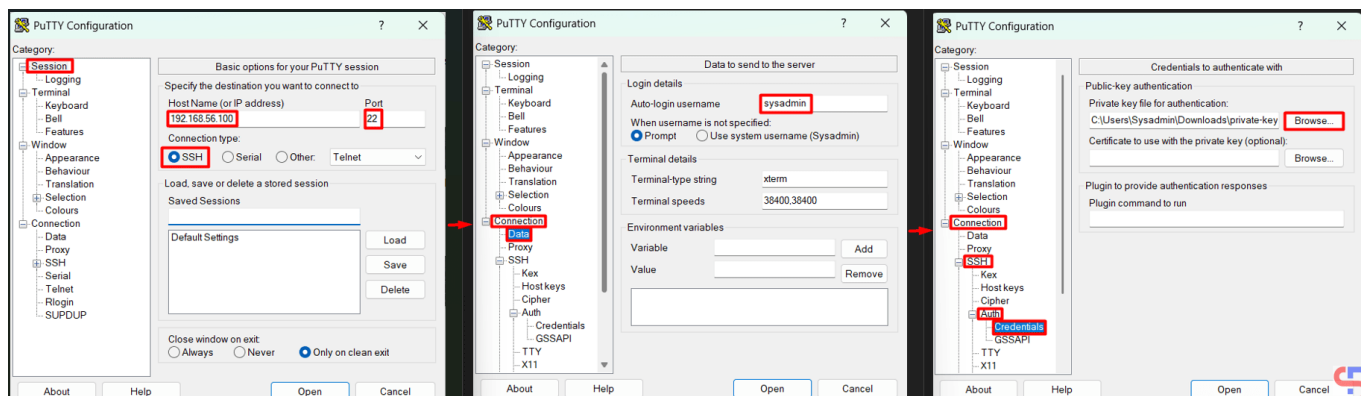 PuTTY Configuration
?
Category:
Session
Logging
Terminal
Keyboard
Bell
Features
Window
Appearance
Behaviour
Translation
Selection
Colours
Connection
Data
Proxy
SSH
Serial
Telnet
Rlogin
SUPDUP
Basic options for your PuTTY session
Specify the destination you want to connect to
Host Name (or IP address) Port
192.168.56.100 22
Connection type:
SSH Serial Other: Telnet
Load, save or delete a stored session
Saved Sessions
Default Settings
Load
Save
Delete
Close window on exit:
Always Never Only on clean exit
About Help Open Cancel
PuTTY Configuration
?
Category:
Session
Logging
Terminal
Keyboard
Bell
Features
Window
Appearance
Behaviour
Translation
Selection
Colours
Connection
Data
Proxy
SSH
Kex
Host keys
Cipher
Auth
Credentials
GSSAPI
TTY
X11
Data to send to the server
Login details
Auto-login username sysadmin
When username is not specified:
Prompt Use system username (Sysadmin)
Terminal details
Terminal-type string xterm
Terminal speeds 38400,38400
Environment variables
Variable Add
Value Remove
About Help Open Cancel
PuTTY Configuration
?
Category:
Session
Logging
Terminal
Keyboard
Bell
Features
Window
Appearance
Behaviour
Translation
Selection
Colours
Connection
Data
Proxy
SSH
Kex
Host keys
Cipher
Auth
Credentials
GSSAPI
TTY
X11
Credentials to authenticate with
Public-key authentication
Private key file for authentication:
C:\Users\Sysadmin\Downloads\private-key Browse...
Certificate to use with the private key (optional):
Browse...
Plugin to provide authentication responses
Plugin command to run
About Help Open Cancel